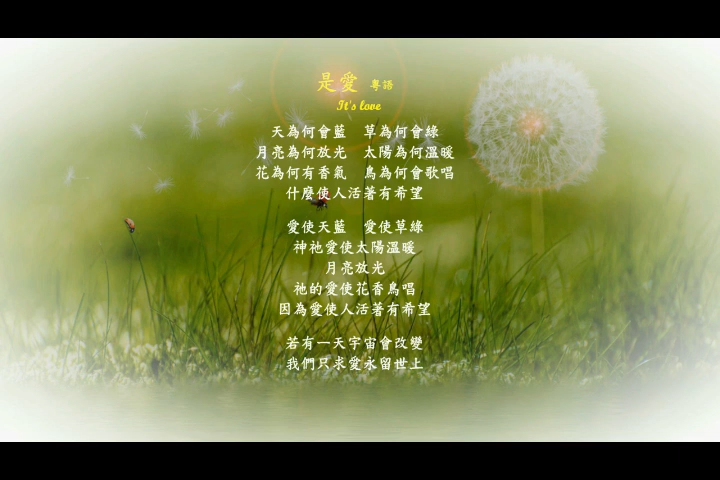 是愛 粵語
It's love
天為何會藍 草為何會綠
月亮為何放光 太陽為何溫暖
花為何有香氣 鳥為何會歌唱
什麼使人活著有希望
愛使天藍 愛使草綠
神祂愛使太陽溫暖
月亮放光
祂的愛使花香鳥唱
因為愛使人活著有希望
若有一天宇宙會改變
我們只求愛永留世上